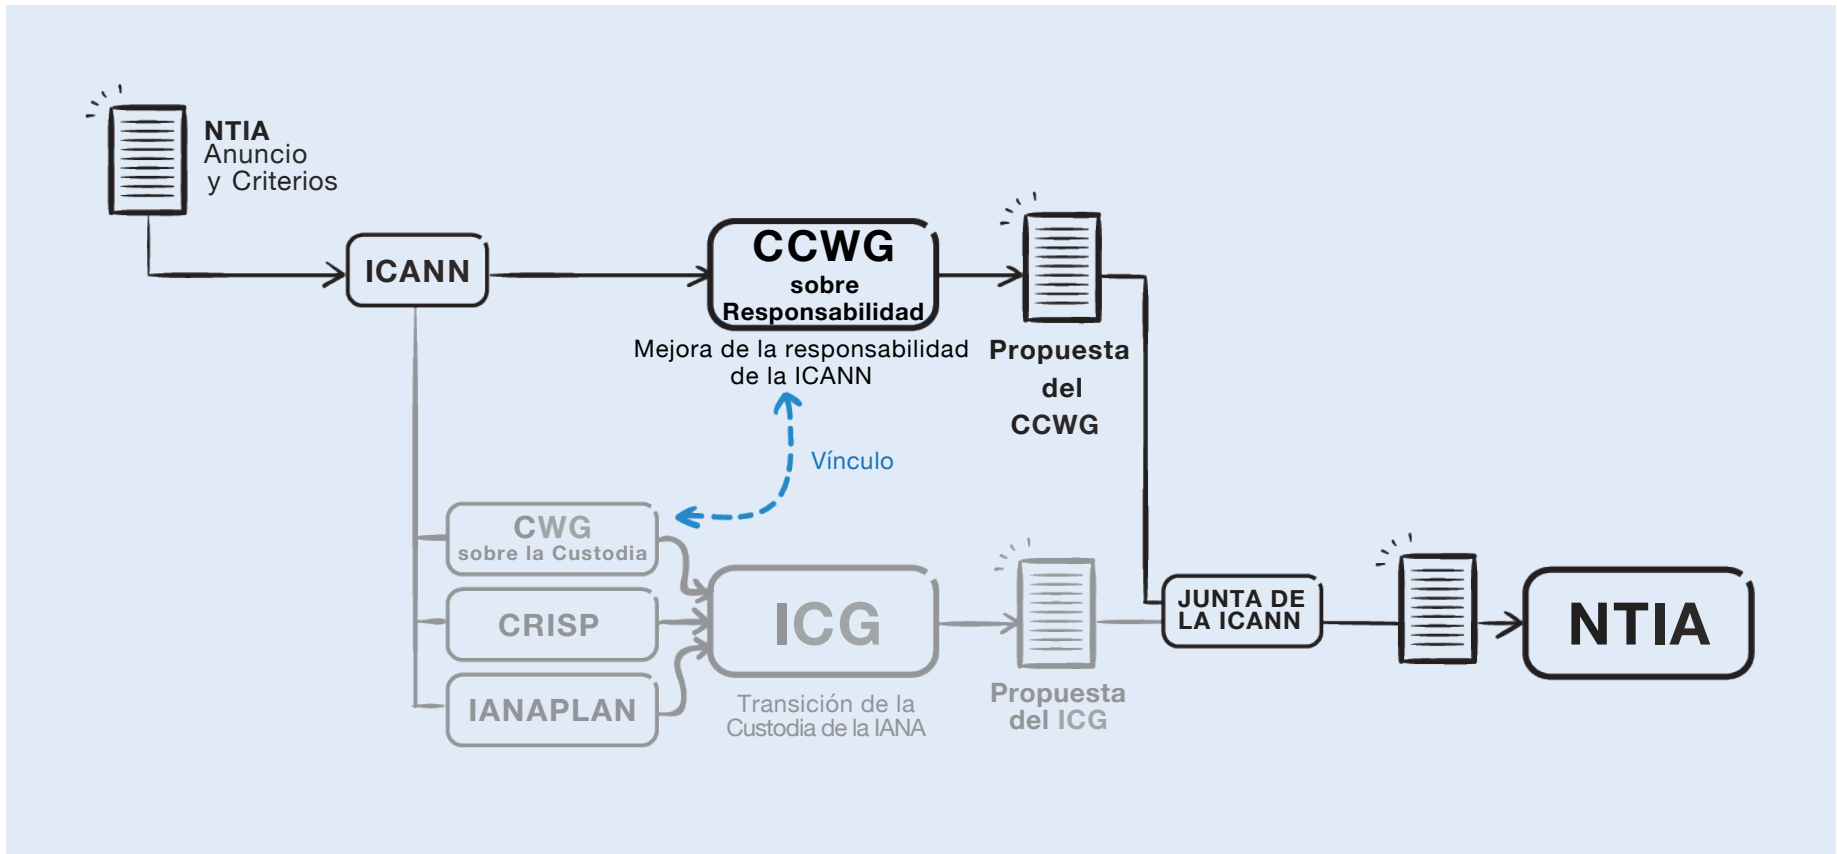 NTIA
Anuncio
y Criterios
ICANN
CCWG
sobre
Responsabilidad
Mejora de la responsabilidad
de la ICANN
Propuesta
del
CCWG
Vínculo
CWG
sobre la Custodia
CRISP
IANAPLAN
ICG
Transición de la
Custodia de la IANA
Propuesta
del ICG
JUNTA DE
LA ICANN
NTIA